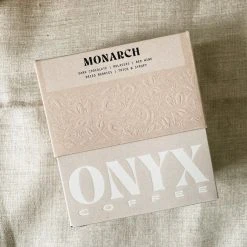 MONARCH
DARK CHOCOLATE | MOLASSES | RED WINE
DRIED BERRIES | THICK & SYRUPY
ONYX
COFFEE